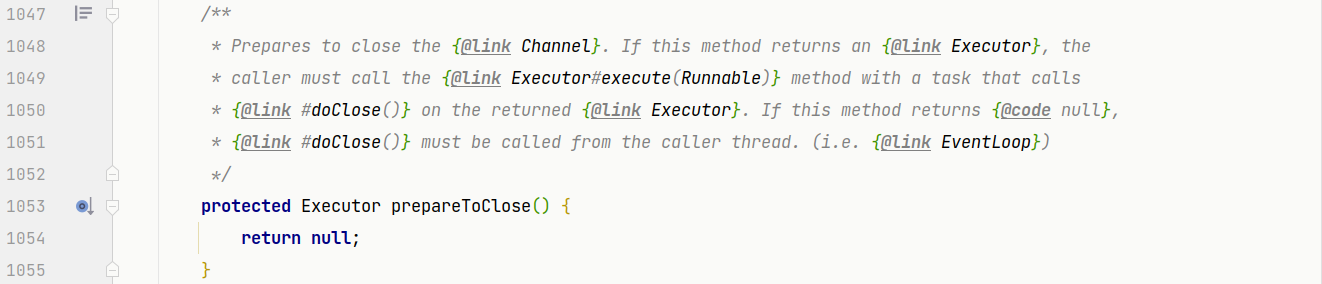 1047 /**
1048 * Prepares to close the {@link Channel}. If this method returns an {@link Executor}, the
1049 * caller must call the {@link Executor#execute(Runnable)} method with a task that calls
1050 * {@link #doClose()} on the returned {@link Executor}. If this method returns {@code null},
1051 * {@link #doClose()} must be called from the caller thread. (i.e. {@link EventLoop})
1052 */
1053 protected Executor prepareToClose() {
1054 return null;
1055 }